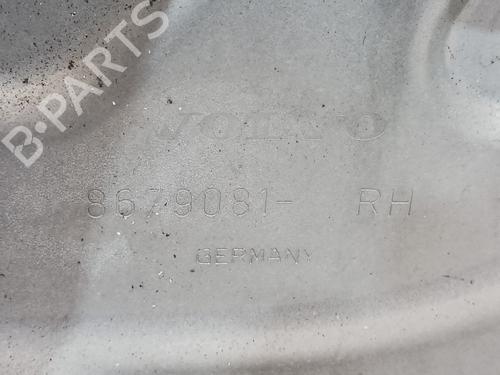 B-PARTS
VOLVO
8679081- RH
GERMANY